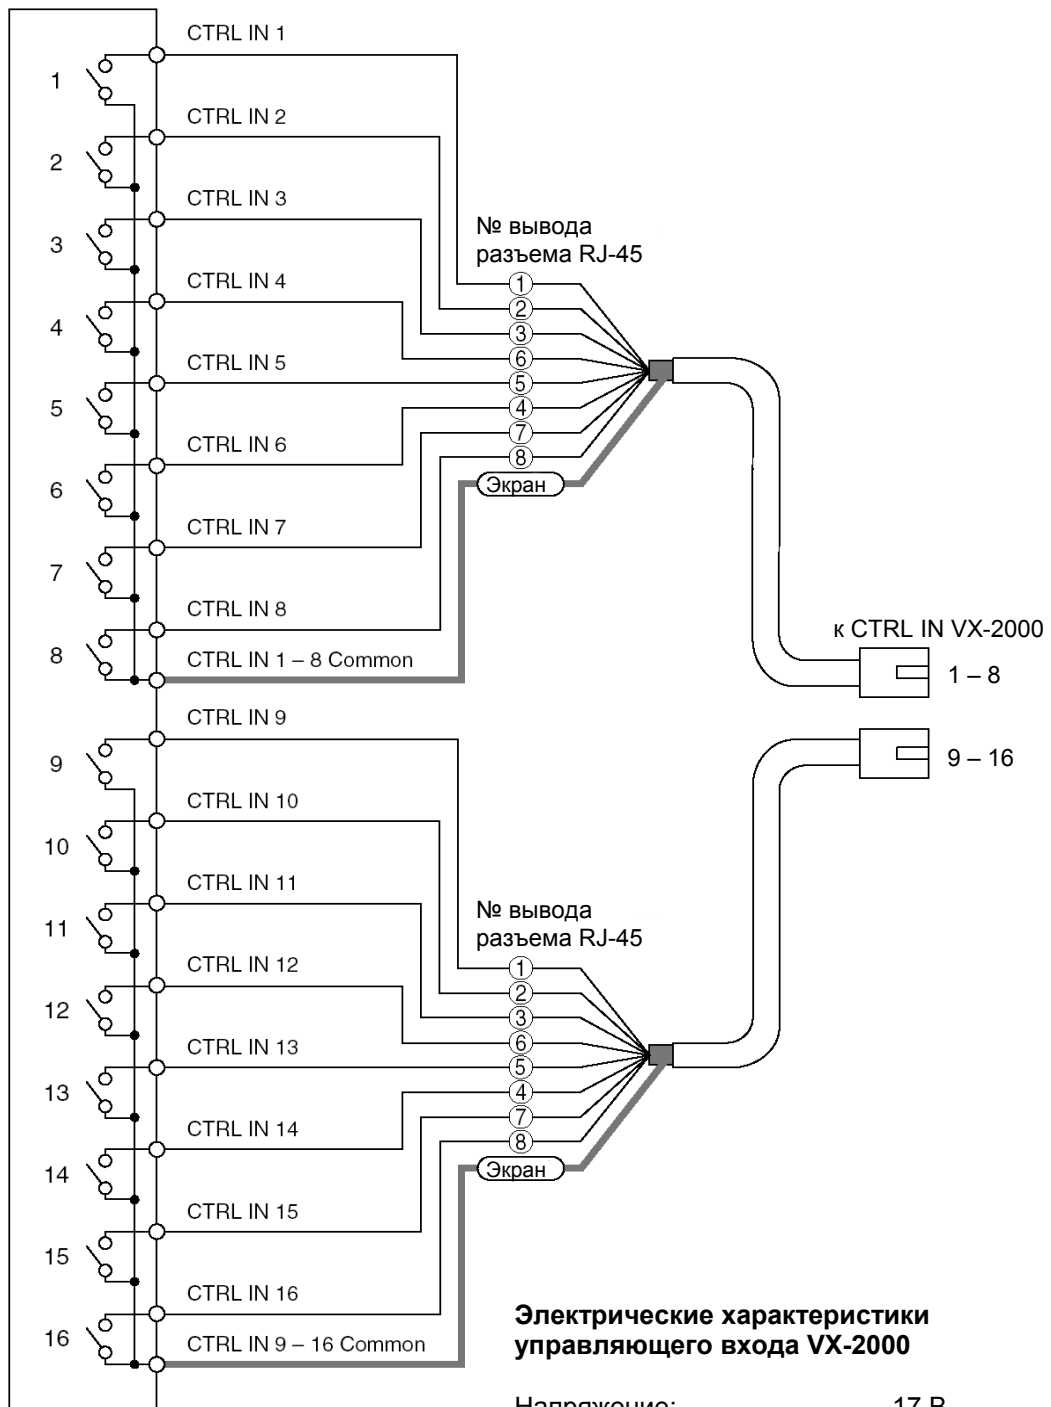 CTRL IN 1
1
CTRL IN 2
2
CTRL IN 3
3
CTRL IN 4
4
CTRL IN 5
5
CTRL IN 6
6
CTRL IN 7
7
CTRL IN 8
8
CTRL IN 1 – 8 Common
№ вывода
разъема RJ-45
1
2
3
6
5
4
7
8
Экран
к CTRL IN VX-2000
1 – 8
9 – 16
CTRL IN 9
9
CTRL IN 10
10
CTRL IN 11
11
CTRL IN 12
12
CTRL IN 13
13
CTRL IN 14
14
CTRL IN 15
15
CTRL IN 16
16
CTRL IN 9 – 16 Common
№ вывода
разъема RJ-45
1
2
3
6
5
4
7
8
Экран
Электрические характеристики
управляющего входа VX-2000
Напряжение: 17 В